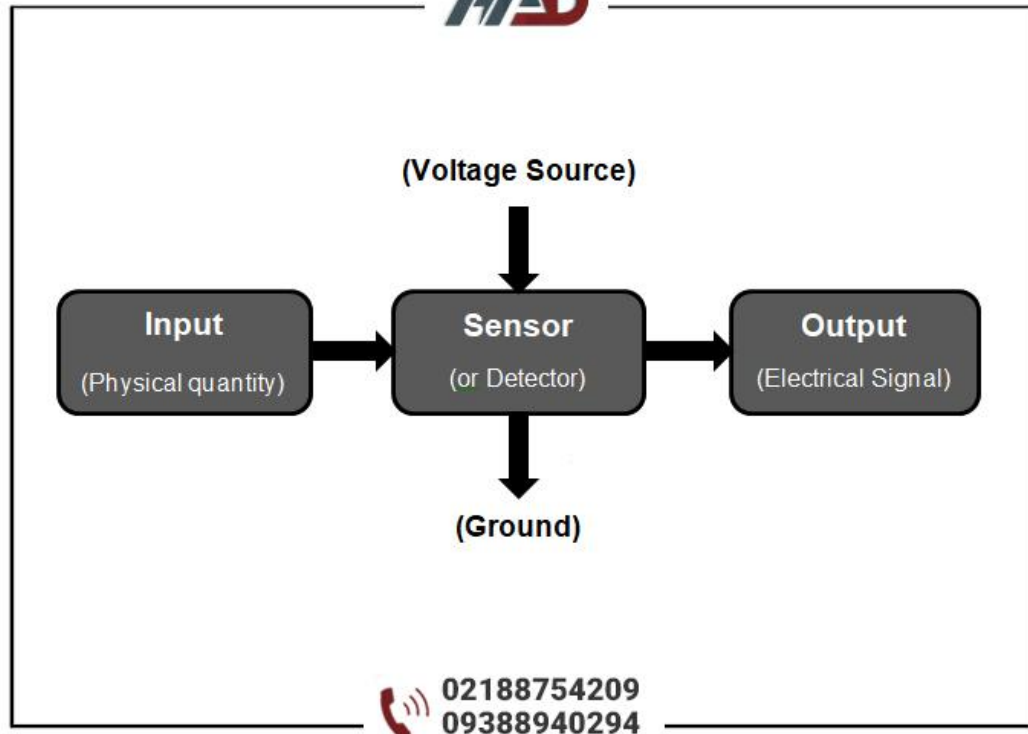 (Voltage Source)
Input
(Physical quantity)
Sensor
(or Detector)
Output
(Electrical Signal)
(Ground)
02188754209
09388940294